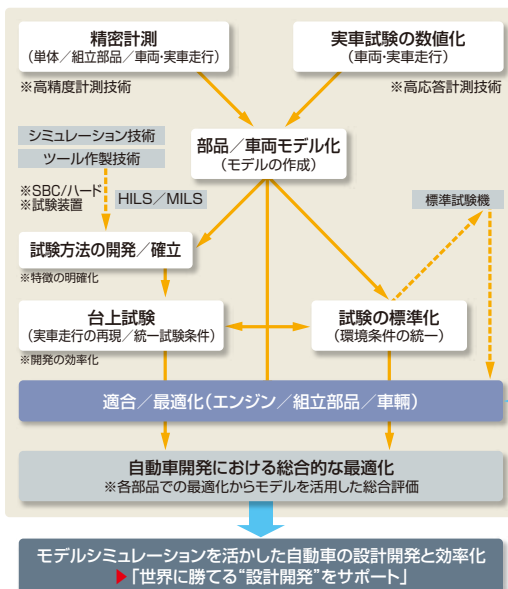 精密計測
(単体／組立部品／車両・実車走行)
※高精度計測技術
実車試験の数値化
(車両・実車走行)
※高応答計測技術
シミュレーション技術
ツール作製技術
※SBC/ハード
※試験装置
HILS／MILS
部品／車両モデル化
(モデルの作成)
標準試験機
試験方法の開発／確立
※特徴の明確化
台上試験
(実車走行の再現／統一試験条件)
※開発の効率化
試験の標準化
(環境条件の統一)
適合／最適化(エンジン／組立部品／車輌)
自動車開発における総合的な最適化
※各部品での最適化からモデルを活用した総合評価
モデルシミュレーションを活かした自動車の設計開発と効率化
▶「世界に勝てる“設計開発”をサポート」